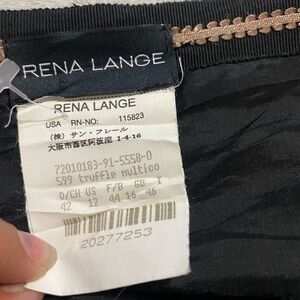 RENA LANGE
RENA LANGE
USA RN-NO: 115823
(株) サン・フレール
大阪市西区阿波座 1-4-16
72010183-91-5558-0
599 truffle multico
D/CH US F/B GB I
42 12 44 16 46
20277253